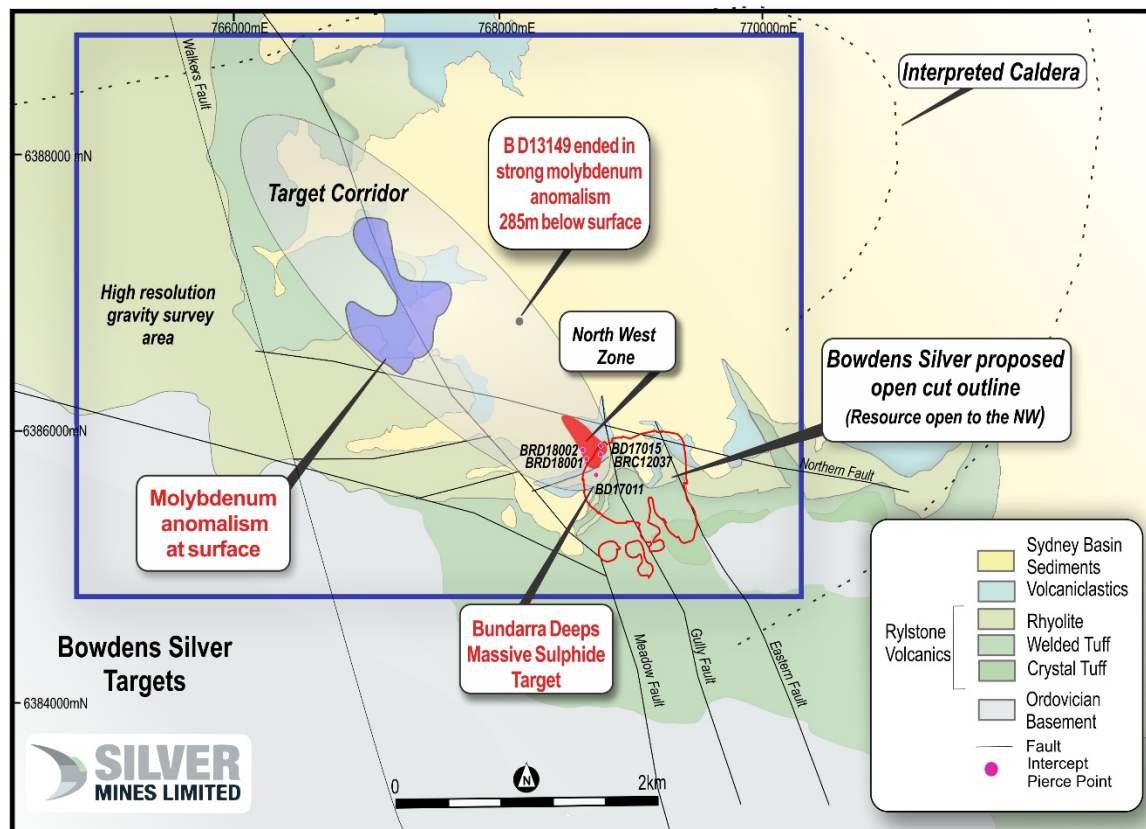 766000mE
768000mE
770000mE
Walkers Fault
Interpreted Caldera
BD13149 ended in
strong molybdenum
anomalism
285m below surface
6388000 mN
Target Corridor
High resolution
gravity survey
area
North West
Zone
Bowdens Silver proposed
open cut outline
(Resource open to the NW)
6386000mN
BRD18002
BD17015
BRD18001
BRC12037
Northern Fault
BD17011
Molybdenum
anomalism
at surface
Bundarra Deeps
Massive Sulphide
Target
Meadow Fault
Gully Fault
Eastern Fault
Bowdens Silver
Targets
6384000mN
Sydney Basin
Sediments
Volcaniclastics
Rylstone
Volcanics
Rhyolite
Welded Tuff
Crystal Tuff
Ordovician
Basement
Fault
Intercept
Pierce Point
SILVER
MINES LIMITED
N
0
2km